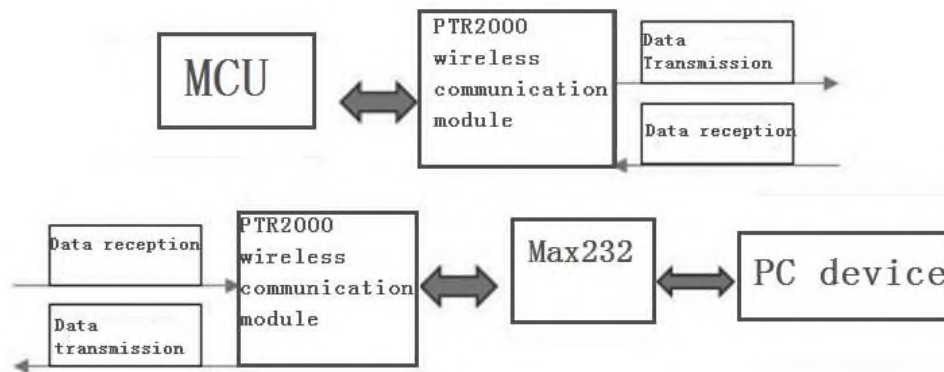 MCU
PTR2000
wireless
communication
module
Data
Transmission
Data reception
Data reception
Data
transmission
PTR2000
wireless
communication
module
Max232
PC device